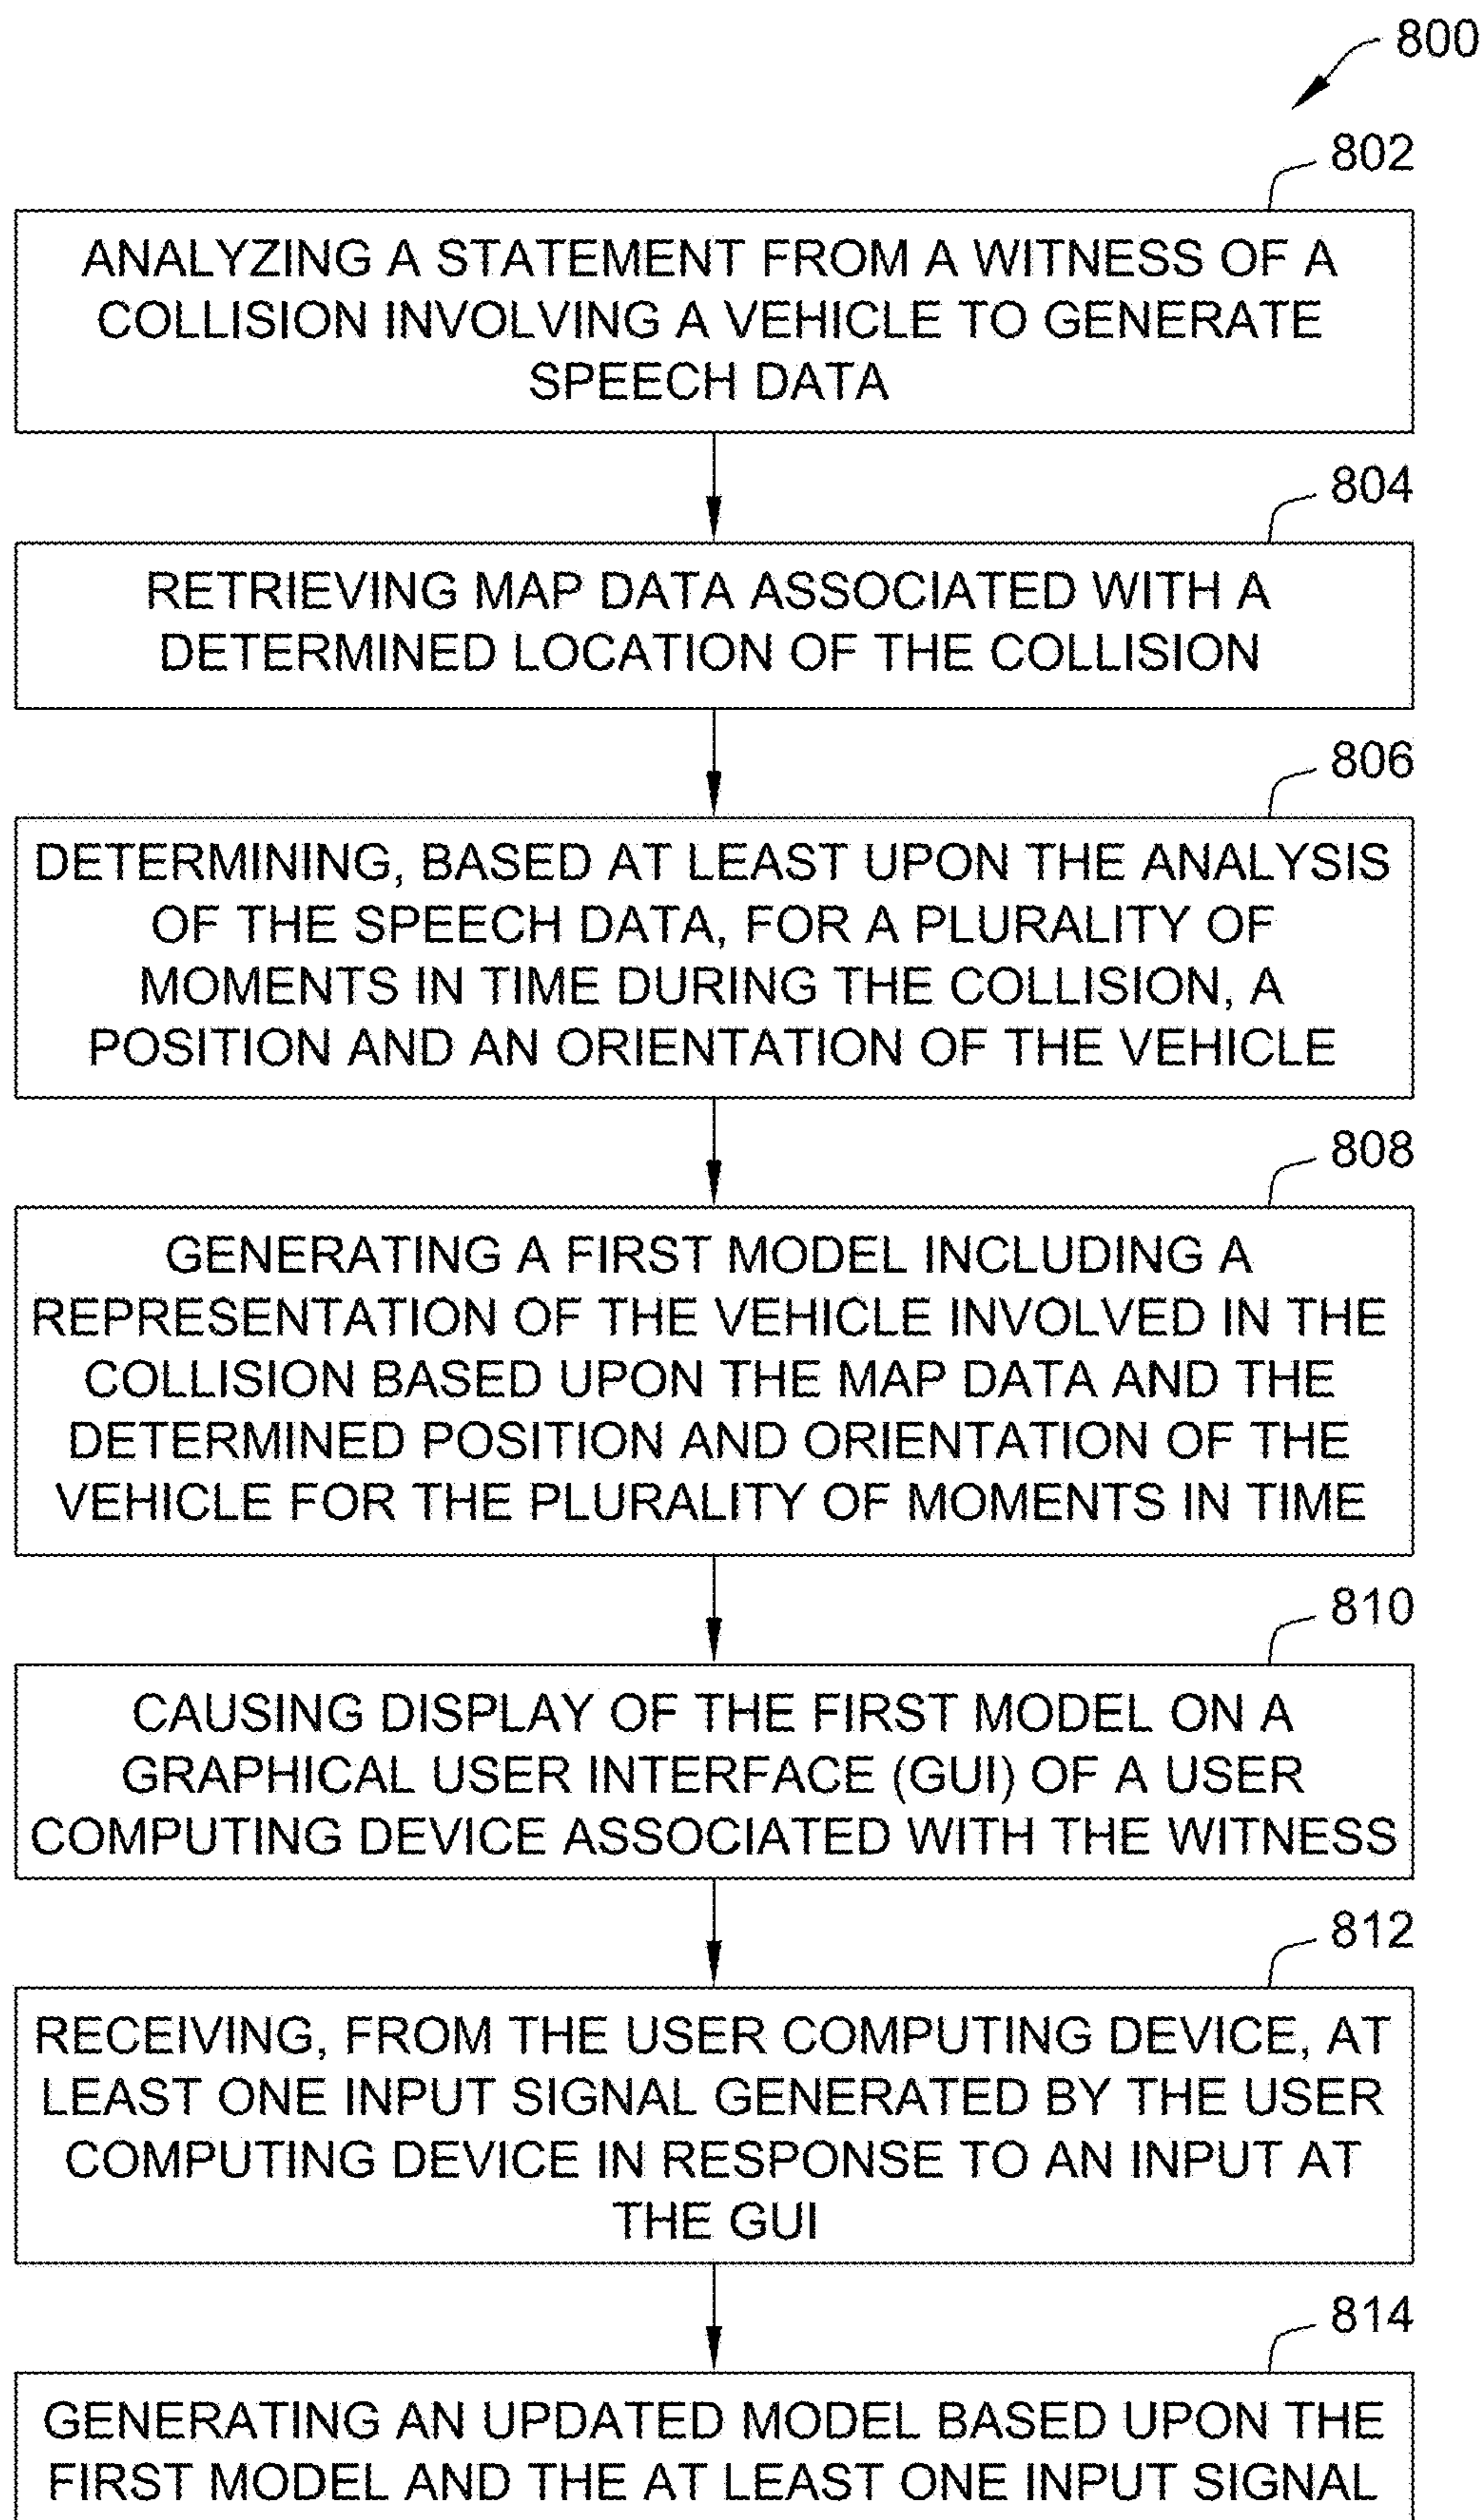 800
802
ANALYZING A STATEMENT FROM A WITNESS OF A
COLLISION INVOLVING A VEHICLE TO GENERATE
SPEECH DATA
804
RETRIEVING MAP DATA ASSOCIATED WITH A
DETERMINED LOCATION OF THE COLLISION
806
DETERMINING, BASED AT LEAST UPON THE ANALYSIS
OF THE SPEECH DATA, FOR A PLURALITY OF
MOMENTS IN TIME DURING THE COLLISION, A
POSITION AND AN ORIENTATION OF THE VEHICLE
808
GENERATING A FIRST MODEL INCLUDING A
REPRESENTATION OF THE VEHICLE INVOLVED IN THE
COLLISION BASED UPON THE MAP DATA AND THE
DETERMINED POSITION AND ORIENTATION OF THE
VEHICLE FOR THE PLURALITY OF MOMENTS IN TIME
810
CAUSING DISPLAY OF THE FIRST MODEL ON A
GRAPHICAL USER INTERFACE (GUI) OF A USER
COMPUTING DEVICE ASSOCIATED WITH THE WITNESS
812
RECEIVING, FROM THE USER COMPUTING DEVICE, AT
LEAST ONE INPUT SIGNAL GENERATED BY THE USER
COMPUTING DEVICE IN RESPONSE TO AN INPUT AT
THE GUI
814
GENERATING AN UPDATED MODEL BASED UPON THE
FIRST MODEL AND THE AT LEAST ONE INPUT SIGNAL